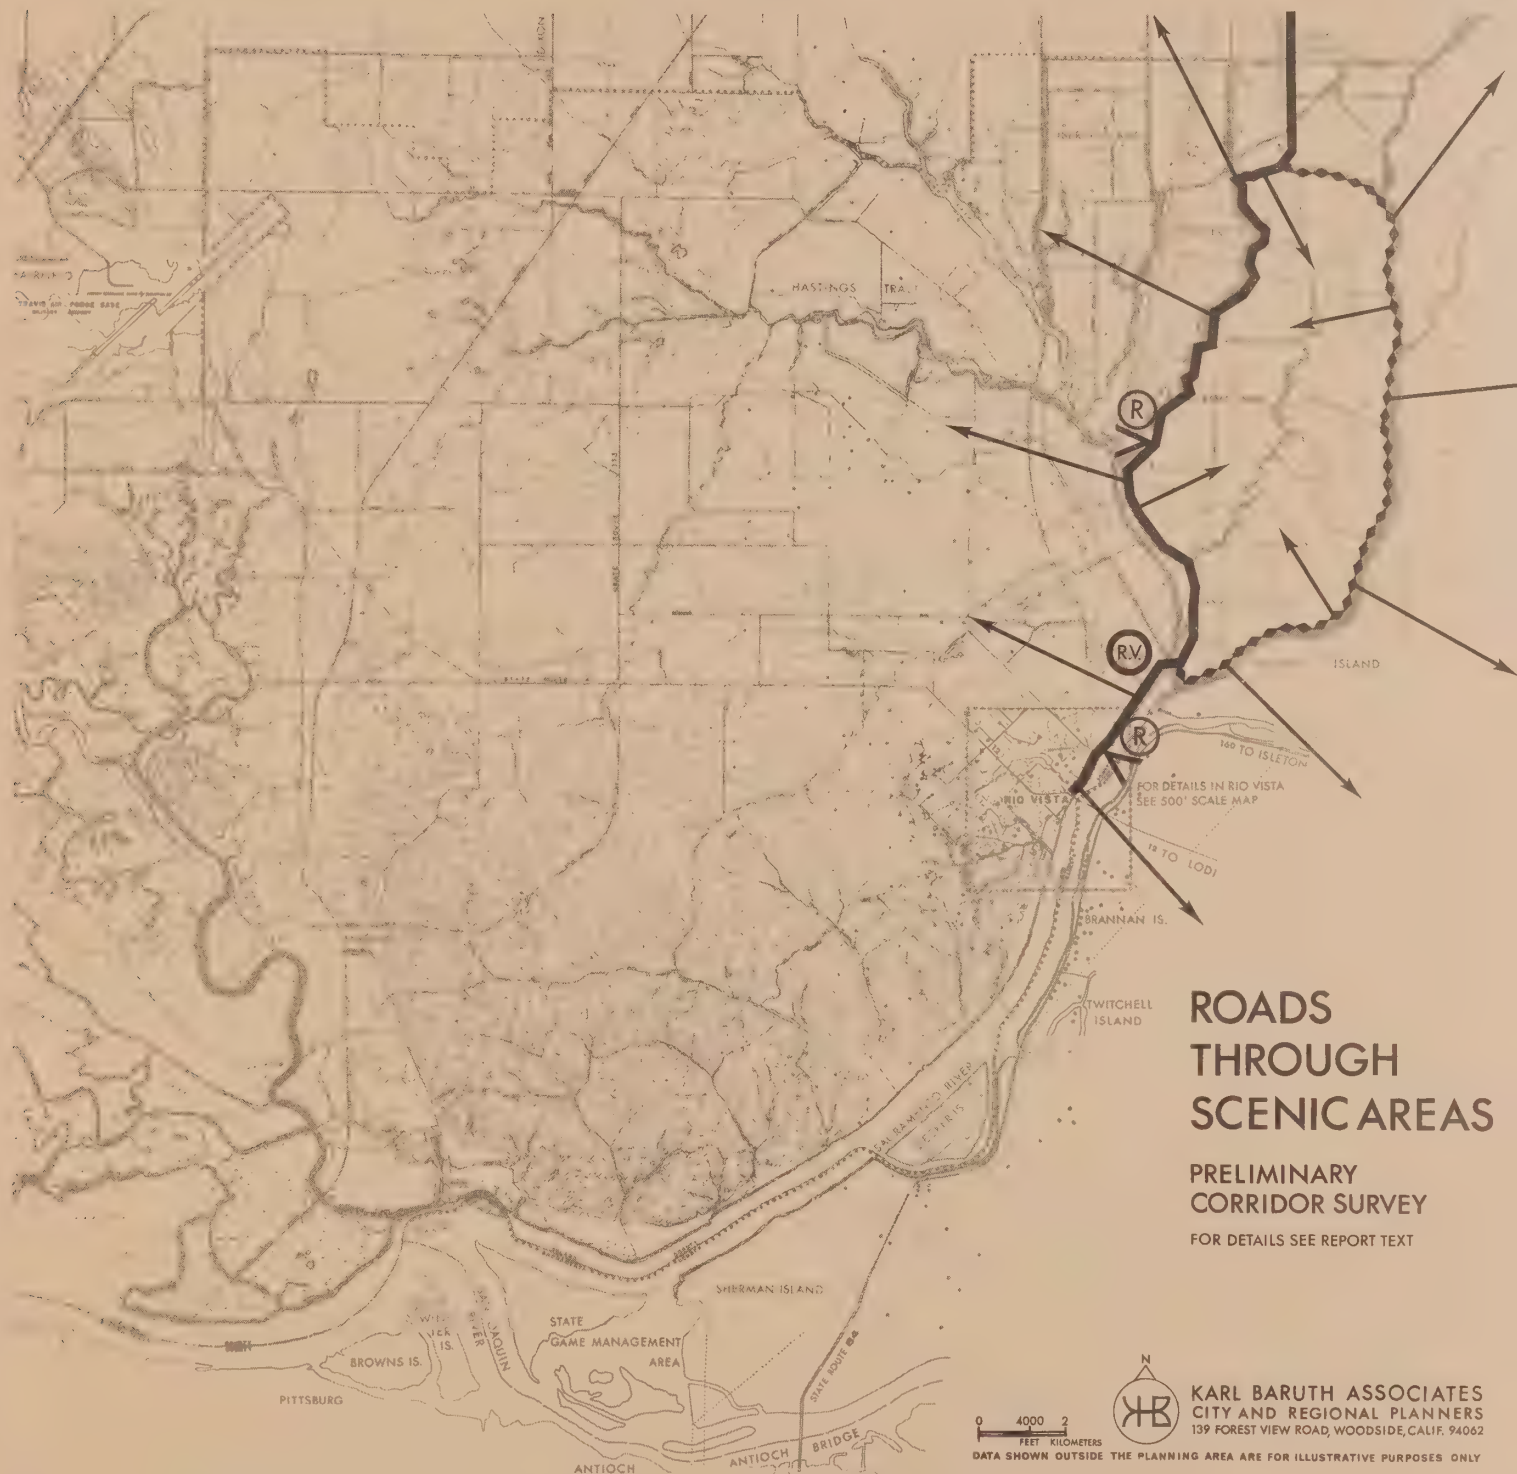 HASTINGS
TRAVIS AIR FORCE BASE
R
R.V.
ISLAND
R
160 TO ISLETON
FOR DETAILS IN RIO VISTA
SEE 500' SCALE MAP
RIO VISTA
12 TO LODI
BRANNAN IS.
TWITCHELL
ISLAND
SACRAMENTO RIVER
ROADS
THROUGH
SCENIC AREAS
PRELIMINARY
CORRIDOR SURVEY
FOR DETAILS SEE REPORT TEXT
SHERMAN ISLAND
STATE
GAME MANAGEMENT
AREA
IS.
RIVER
BROWNS IS.
PITTSBURG
STATE ROUTE 84
ANTIOCH BRIDGE
ANTIOCH
N
KB
KARL BARUTH ASSOCIATES
CITY AND REGIONAL PLANNERS
139 FOREST VIEW ROAD, WOODSIDE, CALIF. 94062
0 4000 2
FEET KILOMETERS
DATA SHOWN OUTSIDE THE PLANNING AREA ARE FOR ILLUSTRATIVE PURPOSES ONLY